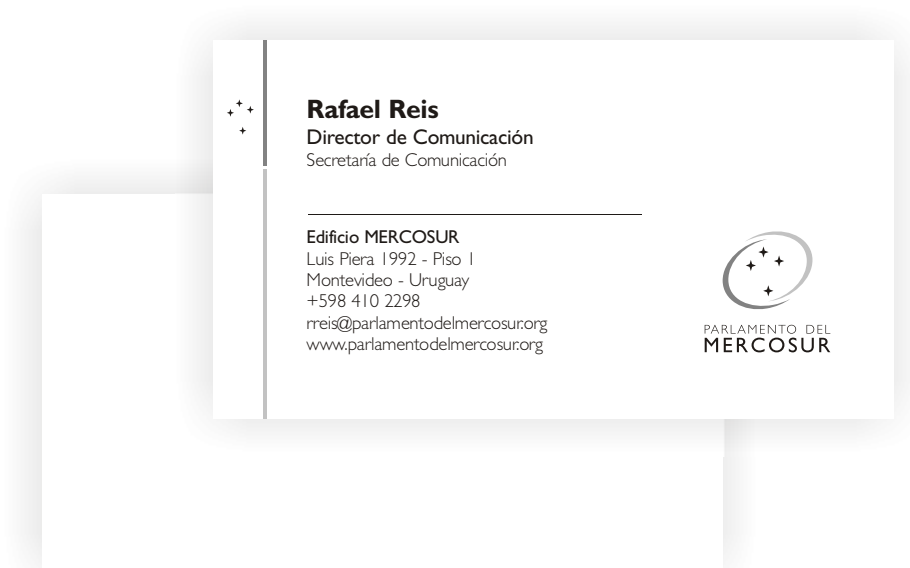 Rafael Reis
Director de Comunicación
Secretaría de Comunicación
Edificio MERCOSUR
Luis Piera 1992 - Piso 1
Montevideo - Uruguay
+598 410 2298
rreis@parlamentodelmercosur.org
www.parlamentodelmercosur.org
PARLAMENTO DEL
MERCOSUR